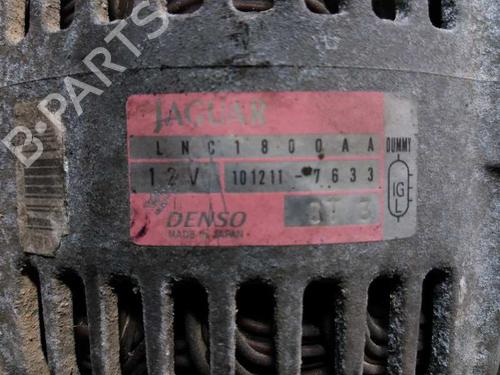 B-PARTS
JAGUAR
LNC1800AA
DUMMY
12V 101211-7633
IG
L
DENSO
MADE IN JAPAN